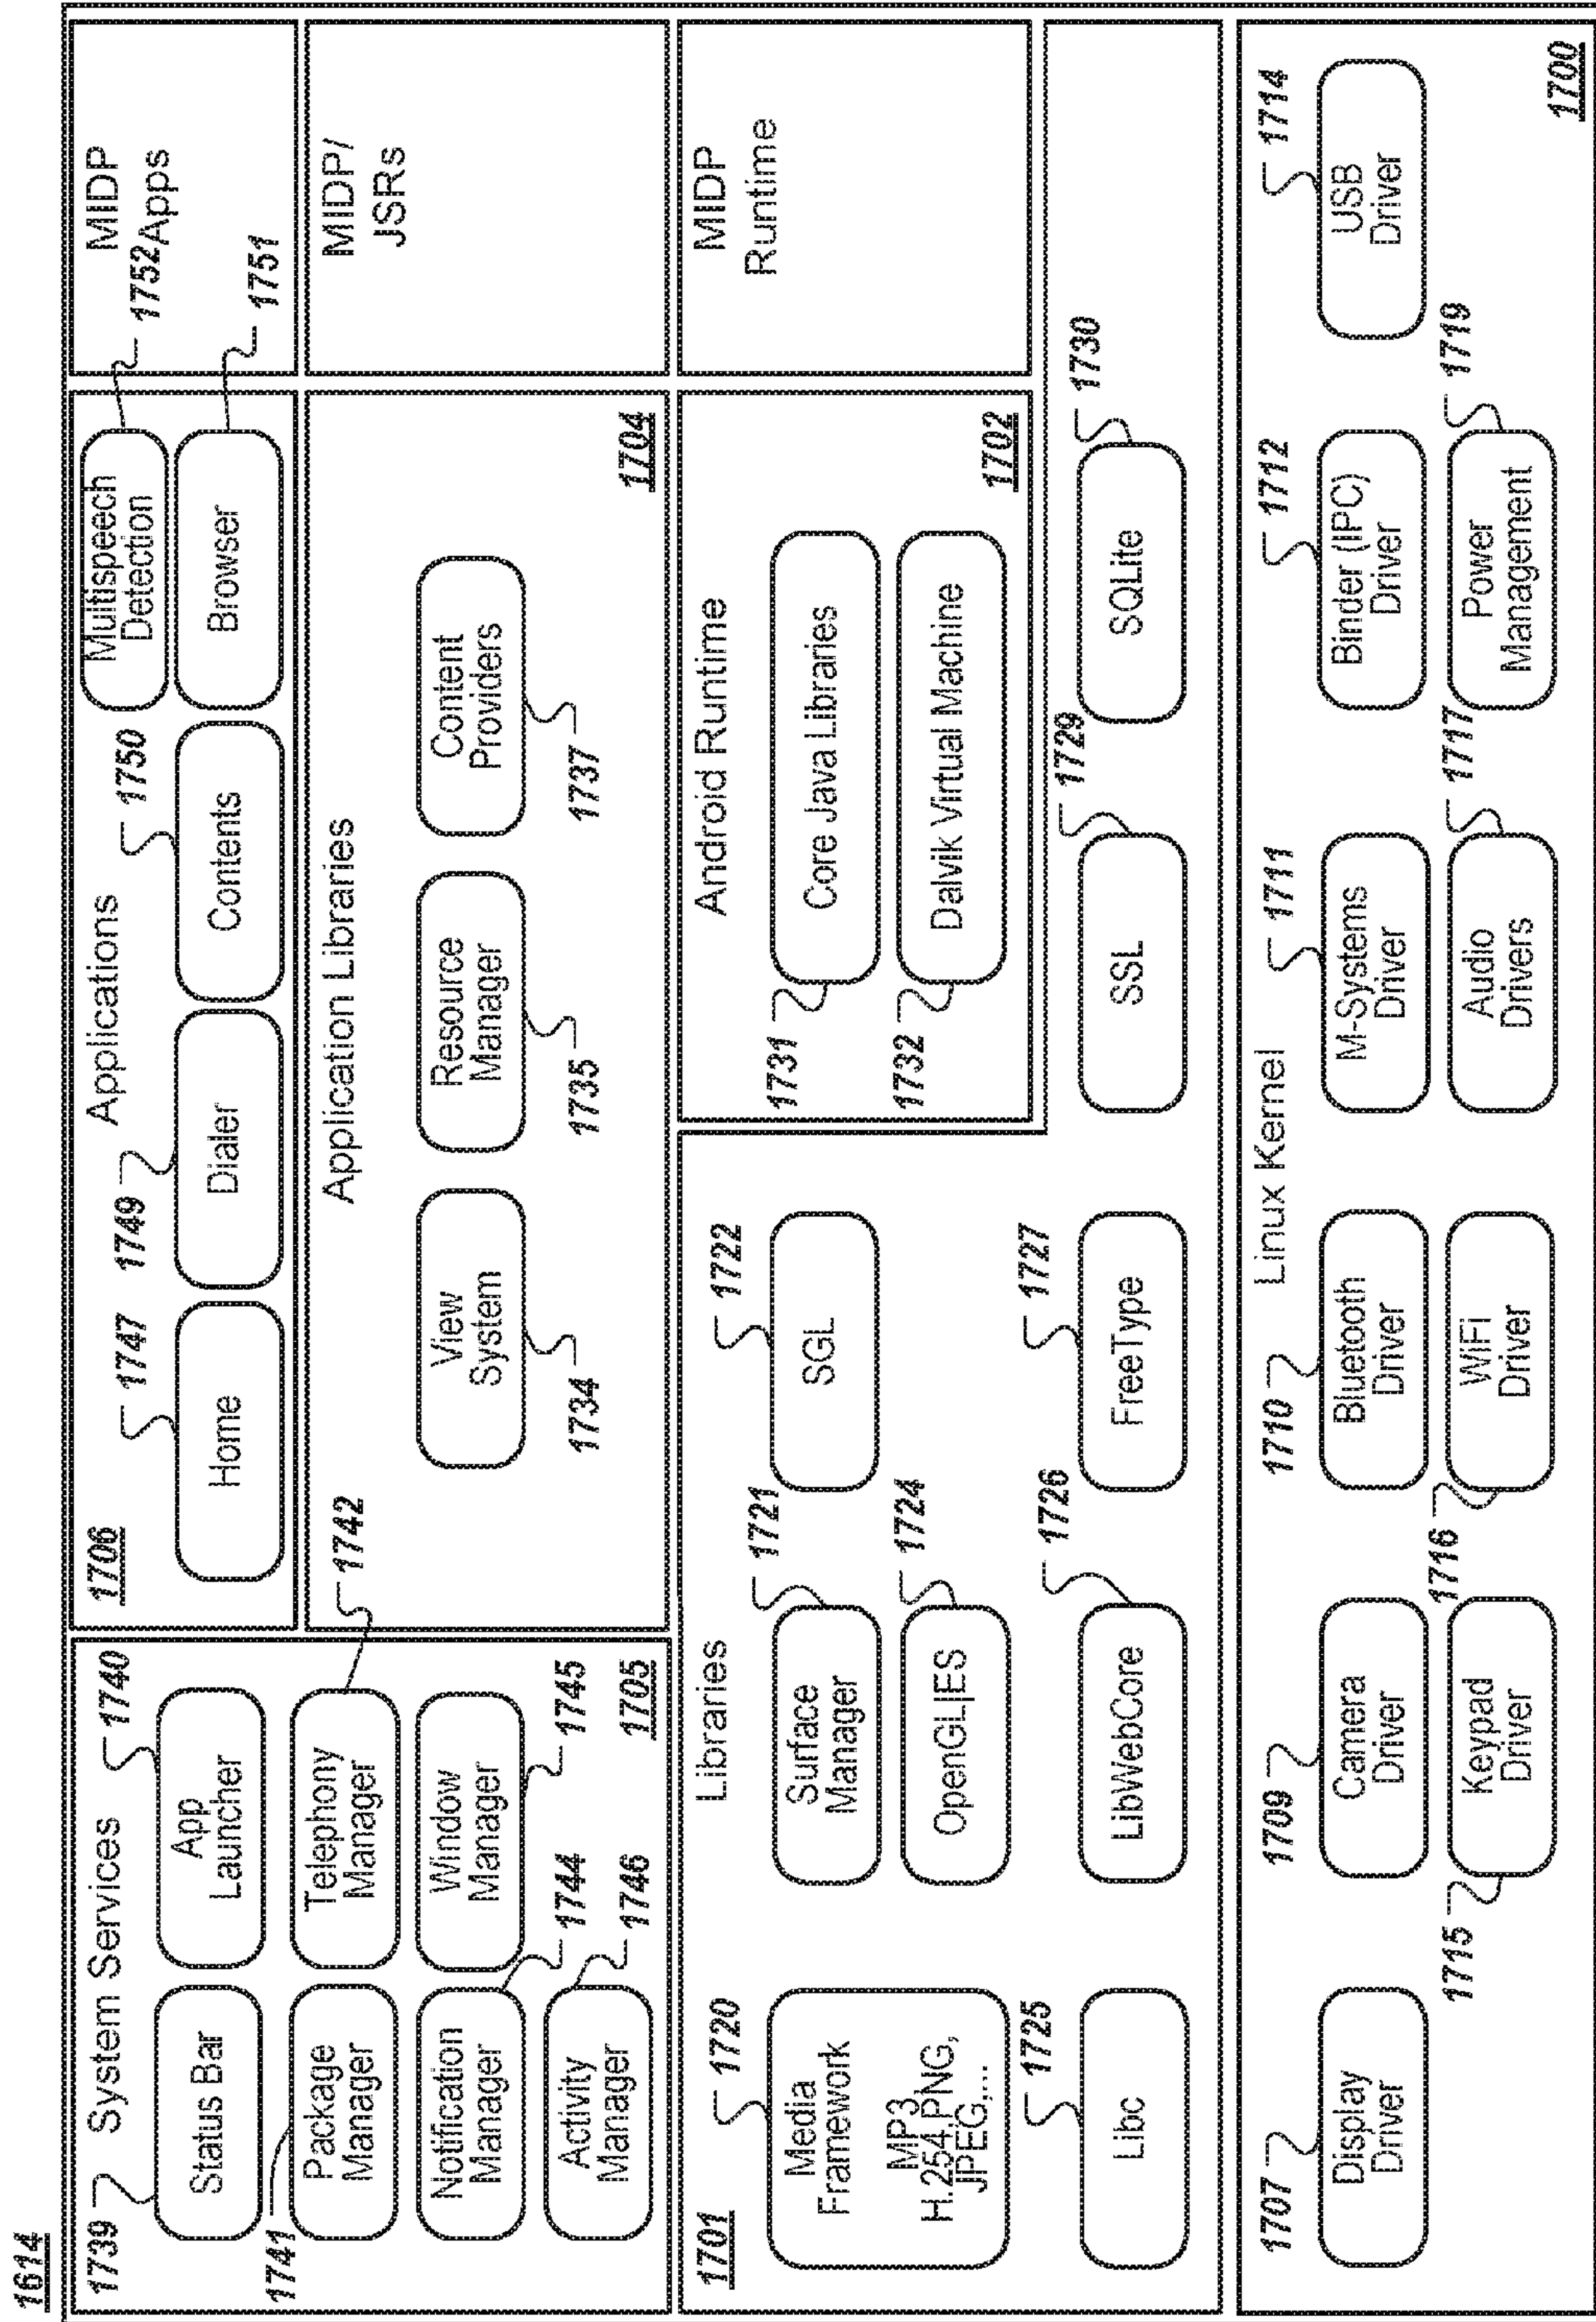 1614
1739
System Services
1740
Status Bar
App
Launcher
1741
Package
Manager
Telephony
Manager
1742
Notification
Manager
Window
Manager
1744
1745
Activity
Manager
1746
1705
1706
1747
1749
Applications
1750
Home
Dialer
Contents
Multispeech
Detection
Browser
1752
1751
MIDP
Apps
Application Libraries
View
System
Resource
Manager
Content
Providers
1734
1735
1737
1704
MIDP/
JSRs
1701
1720
Libraries
1721
1722
Media
Framework
MP3
H.254,PNG,
JPEG,...
Surface
Manager
SGL
OpenGL|ES
1724
1725
1726
1727
Libc
LibWebCore
FreeType
1729
SSL
1730
SQLite
Android Runtime
1731
Core Java Libraries
1732
Dalvik Virtual Machine
1702
MIDP
Runtime
Linux Kernel
1707
1709
1710
1711
1712
1714
Display
Driver
Camera
Driver
Bluetooth
Driver
M-Systems
Driver
Binder (IPC)
Driver
USB
Driver
1715
1716
1717
1719
Keypad
Driver
WiFi
Driver
Audio
Drivers
Power
Management
1700